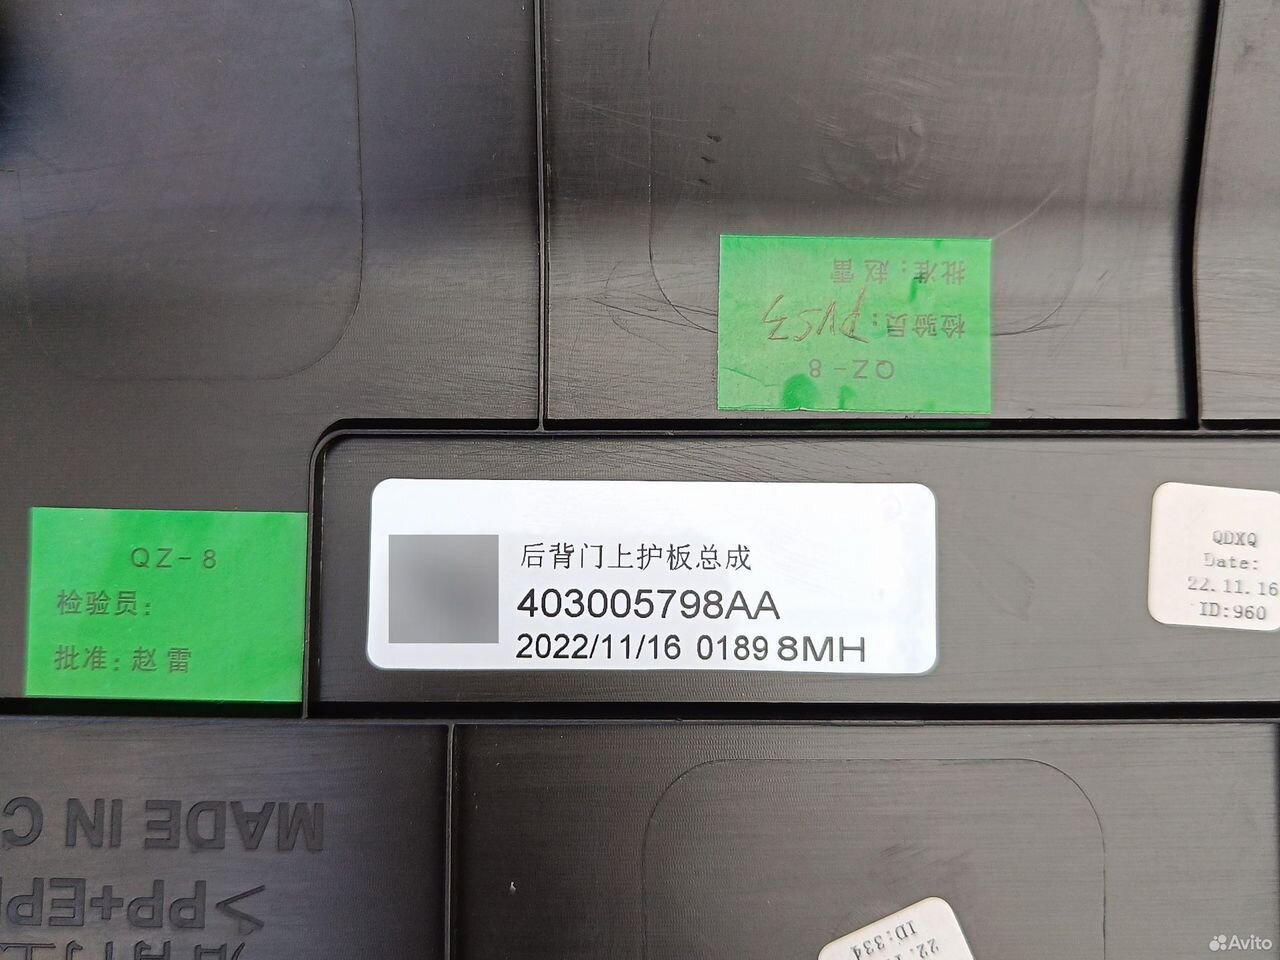 批准：赵雷
检验员：
QZ-8
后背门上护板总成
403005798AA
2022/11/16 0189 8MH
QDXQ
Date:
22.11.16
ID:960
QZ-8
检验员：
批准：赵雷
MADE IN C
>PP+EP
ID:334
Avito